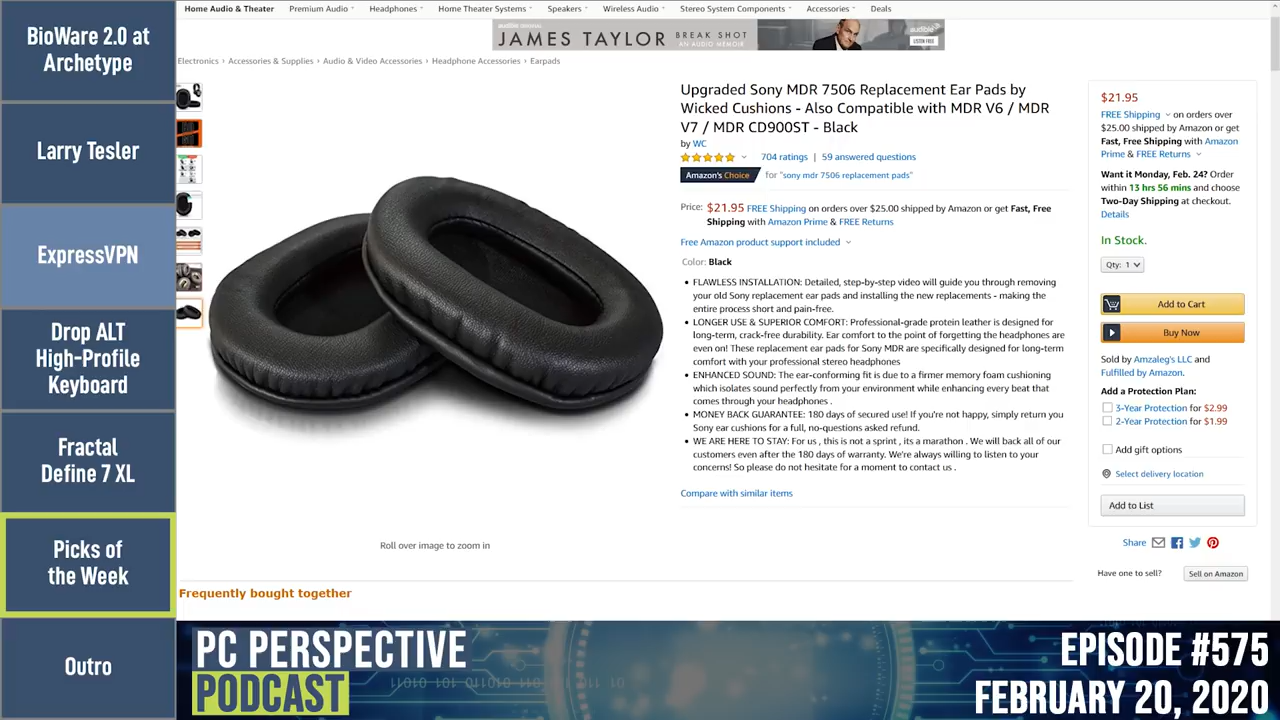 BioWare 2.0 at
Archetype
Larry Tesler
ExpressVPN
Drop ALT
High-Profile
Keyboard
Fractal
Define 7 XL
Picks of
the Week
Outro
Home Audio & Theater Premium Audio Headphones Home Theater Systems Speakers Wireless Audio Stereo System Components Accessories Deals
audible ORIGINAL
JAMES TAYLOR BREAK SHOT
AN AUDIO MEMOIR
audible
LISTEN FREE
Electronics › Accessories & Supplies › Audio & Video Accessories › Headphone Accessories › Earpads
Upgraded Sony MDR 7506 Replacement Ear Pads by
Wicked Cushions - Also Compatible with MDR V6 / MDR
V7 / MDR CD900ST - Black
by WC
704 ratings | 59 answered questions
Amazon's Choice for "sony mdr 7506 replacement pads"
Price: $21.95 FREE Shipping on orders over $25.00 shipped by Amazon or get Fast, Free
Shipping with Amazon Prime & FREE Returns
Free Amazon product support included
Color: Black
• FLAWLESS INSTALLATION: Detailed, step-by-step video will guide you through removing
your old Sony replacement ear pads and installing the new replacements - making the
entire process short and pain-free.
• LONGER USE & SUPERIOR COMFORT: Professional-grade protein leather is designed for
long-term, crack-free durability. Ear comfort to the point of forgetting the headphones are
even on! These replacement ear pads for Sony MDR are specifically designed for long-term
comfort with your professional stereo headphones
• ENHANCED SOUND: The ear-conforming fit is due to a firmer memory foam cushioning
which isolates sound perfectly from your environment while enhancing every beat that
comes through your headphones .
• MONEY BACK GUARANTEE: 180 days of secured use! If you're not happy, simply return you
Sony ear cushions for a full, no-questions asked refund.
• WE ARE HERE TO STAY: For us , this is not a sprint , its a marathon . We will back all of our
customers even after the 180 days of warranty. We're always willing to listen to your
concerns! So please do not hesitate for a moment to contact us .
Compare with similar items
Roll over image to zoom in
Frequently bought together
$21.95
FREE Shipping on orders over
$25.00 shipped by Amazon or get
Fast, Free Shipping with Amazon
Prime & FREE Returns
Want it Monday, Feb. 24? Order
within 13 hrs 56 mins and choose
Two-Day Shipping at checkout.
Details
In Stock.
Qty: 1
Add to Cart
Buy Now
Sold by Amzaleg's LLC and
Fulfilled by Amazon.
Add a Protection Plan:
3-Year Protection for $2.99
2-Year Protection for $1.99
Add gift options
Select delivery location
Add to List
Share
Have one to sell? Sell on Amazon
PC PERSPECTIVE
PODCAST
EPISODE #575
FEBRUARY 20, 2020